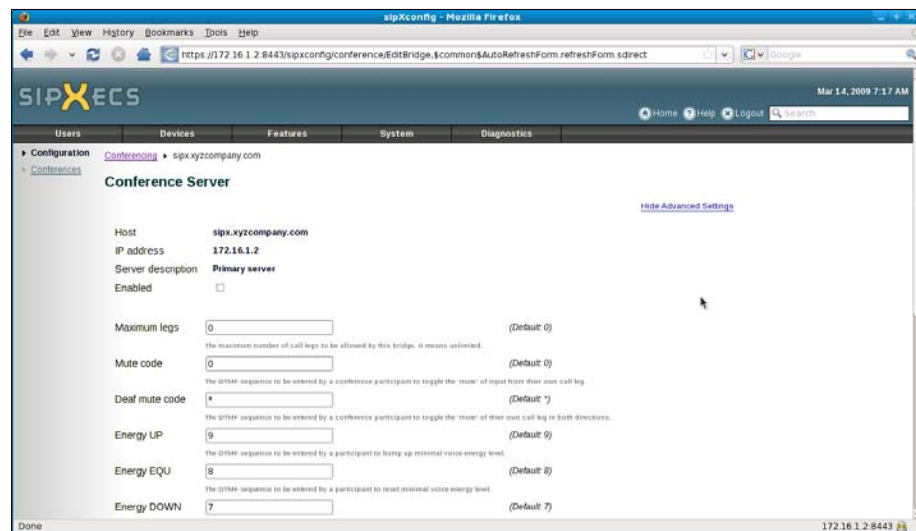 sipXconfig - Mozilla Firefox
File Edit View History Bookmarks Tools Help
https://172.16.1.2:8443/sipxconfig/conference/EditBridge,$common$AutoRefreshForm.refreshForm.sdirect
Google
SIPXECS
Mar 14, 2009 7:17 AM
Home Help Logout Search
Users Devices Features System Diagnostics
Configuration
Conferences
Conferencing sipx.xyzcompany.com
Conference Server
Hide Advanced Settings
Host sipx.xyzcompany.com
IP address 172.16.1.2
Server description Primary server
Enabled
Maximum legs 0 (Default: 0)
The maximum number of call legs to be allowed by this bridge. 0 means unlimited.
Mute code 0 (Default: 0)
The DTMF sequence to be entered by a conference participant to toggle the 'mute' of input from thier own call leg.
Deaf mute code * (Default: *)
The DTMF sequence to be entered by a conference participant to toggle the 'mute' of thier own call leg in both directions.
Energy UP 9 (Default: 9)
The DTMF sequence to be entered by a participant to bump up minimal voice energy level.
Energy EQU 8 (Default: 8)
The DTMF sequence to be entered by a participant to reset minimal voice energy level.
Energy DOWN 7 (Default: 7)
Done
172.16.1.2:8443